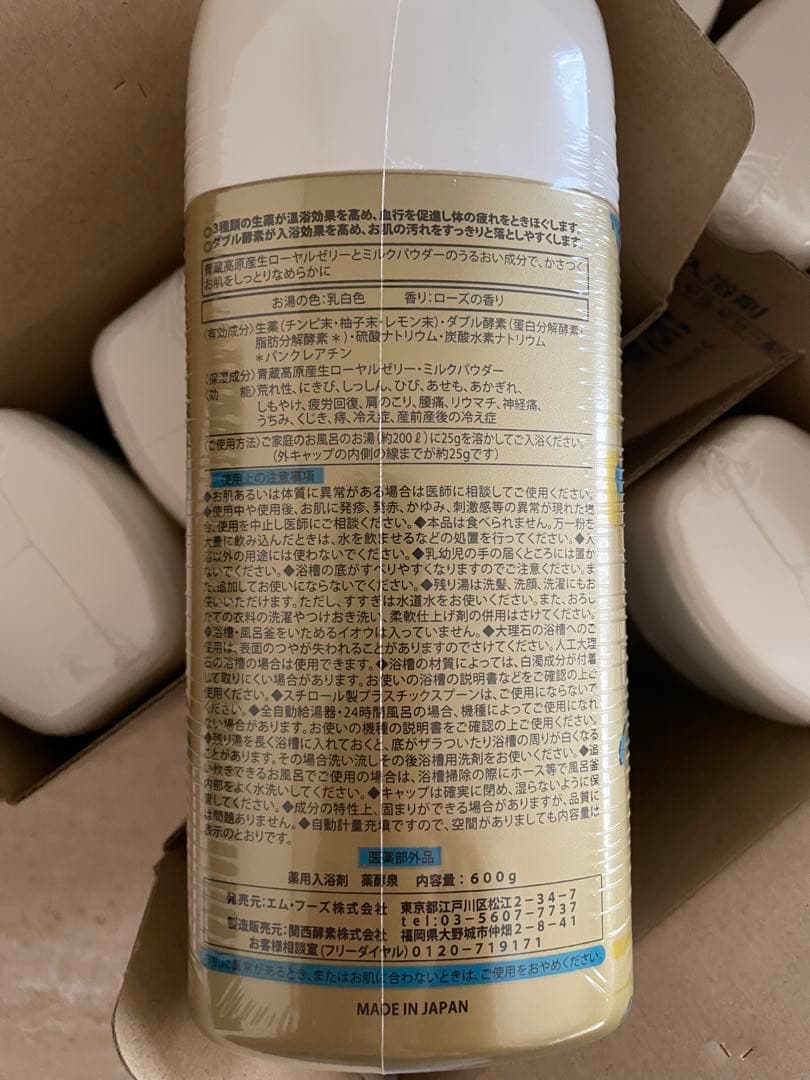 ●3種類の生薬が温浴効果を高め、血行を促進し体の疲れをときほぐします。
●ダブル酵素が入浴効果を高め、お肌の汚れをすっきりと落としやすくします
青蔵高原産生ローヤルゼリーとミルクパウダーのうるおい成分で、かさつく
お肌をしっとりなめらかに
お湯の色：乳白色 香り：ローズの香り
〈有効成分〉生薬（チンピ末・柚子末・レモン末）・ダブル酵素（蛋白分解酵素・
脂肪分解酵素＊）・硫酸ナトリウム・炭酸水素ナトリウム
＊パンクレアチン
〈保湿成分〉青蔵高原産生ローヤルゼリー・ミルクパウダー
〈効 能〉荒れ性、にきび、しっしん、ひび、あせも、あかぎれ、
しもやけ、疲労回復、肩のこり、腰痛、リウマチ、神経痛、
うちみ、くじき、痔、冷え症、産前産後の冷え症
〈ご使用方法〉ご家庭のお風呂のお湯（約200ℓ）に25gを溶かしてご入浴ください。
（外キャップの内側の線までが約25gです）
使用上の注意事項
◆お肌あるいは体質に異常がある場合は医師に相談してご使用ください。
◆使用中や使用後、お肌に発疹、発赤、かゆみ、刺激感等の異常が現れた場
合、使用を中止し医師にご相談ください。◆本品は食べられません。万一粉を
大量に飲み込んだときは、水を飲ませるなどの処置を行ってください。◆入
浴以外の用途には使わないでください。◆乳幼児の手の届くところには置か
ないでください。◆浴槽の底がすべりやすくなりますのでご注意ください。ま
た、追加してお使いにならないでください。◆残り湯は洗髪、洗顔、洗濯にもお
使いいただけます。ただし、すすぎは水道水をお使いください。また、おろし
たての衣料の洗濯やつけおき洗い、柔軟仕上げ剤の併用はさけてください。
◆浴槽・風呂釜をいためるイオウは入っていません。◆大理石の浴槽へのご
使用は、表面のつやが失われることがありますのでさけてください。人工大理
石の浴槽の場合は使用できます。◆浴槽の材質によっては、白濁成分が付着
して取りにくい場合があります。お使いの浴槽の説明書などをご確認の上ご
使用ください。◆スチロール製プラスチックスプーンは、ご使用にならないで
ください。◆全自動給湯器・24時間風呂の場合、機種によってご使用になれ
ない場合があります。お使いの機種の説明書をご確認の上ご使用ください。
◆残り湯を長く浴槽に入れておくと、底がザラついたり浴槽の周りが白くなる
ことがあります。その場合洗い流しその後浴槽用洗剤をお使いください。◆追
い炊きできるお風呂でご使用の場合は、浴槽掃除の際にホース等で風呂釜
内部をよく水洗いしてください。◆キャップは確実に閉め、湿らないように保
管してください。◆成分の特性上、固まりができる場合がありますが、品質に
は問題ありません。◆自動計量充填ですので、空間がありましても内容量は
表示のとおりです。
医薬部外品
薬用入浴剤 薬酵泉 内容量：600g
発売元：エム・フーズ株式会社 東京都江戸川区松江2-34-7
tel：03-5607-7737
製造販売元：関西酵素株式会社 福岡県大野城市仲畑2-8-41
お客様相談室（フリーダイヤル）0120-719171
お肌に異常があるとき、またはお肌に合わないときは、ご使用をおやめください。
MADE IN JAPAN
入浴剤